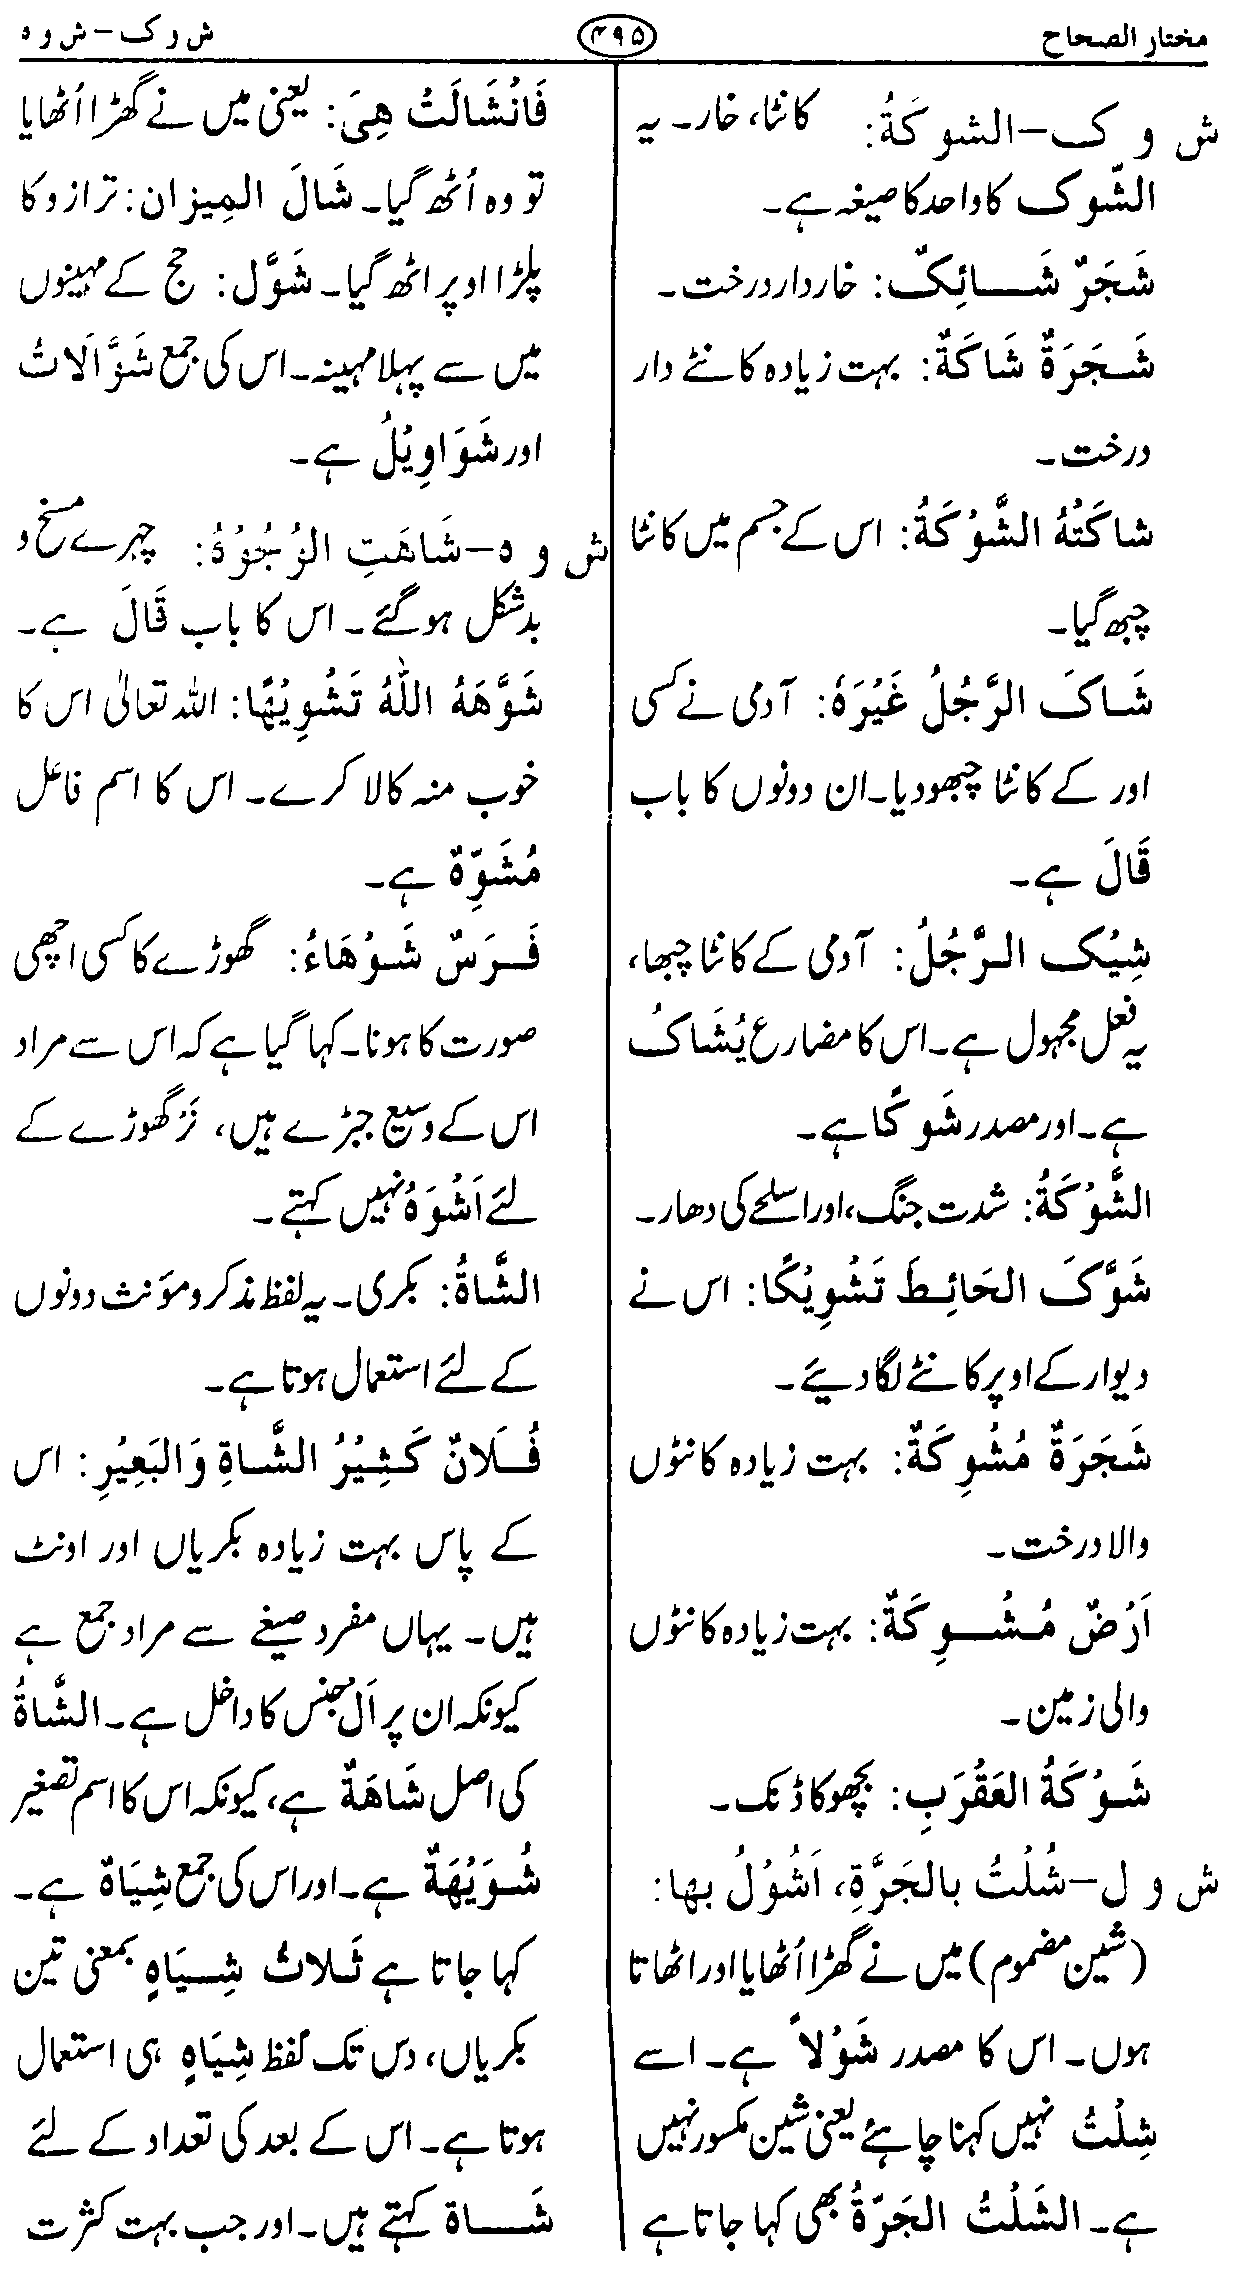 مختار الصحاح
۴۹۵
ش و ک – ش و ہ
ش و ک–الشوکَةُ: کانٹا، خار۔ یہ
الشّوک کا واحد کا صیغہ ہے۔
شَجَرٌ شَائِکٌ: خاردار درخت۔
شَجَرَةٌ شَاکَةٌ: بہت زیادہ کانٹے دار
درخت۔
شاکَتْهُ الشَّوْکَةُ: اس کے جسم میں کانٹا
چبھ گیا۔
شَاکَ الرَّجُلُ غَیْرَهٗ: آدمی نے کسی
اور کے کانٹا چبھو دیا۔ ان دونوں کا باب
قَالَ ہے۔
شِیْک الرَّجُلُ: آدمی کے کانٹا چبھا،
یہ فعل مجہول ہے۔ اس کا مضارع یُشَاکُ
ہے۔ اور مصدر شَوکًا ہے۔
الشَّوْکَةُ: شدت جنگ، اور اسلحے کی دھار۔
شَوَّکَ الحَائِطَ تَشْوِیْکًا: اس نے
دیوار کے اوپر کانٹے لگا دیئے۔
شَجَرَةٌ مُشْوِکَةٌ: بہت زیادہ کانٹوں
والا درخت۔
اَرْضٌ مُشْوِکَةٌ: بہت زیادہ کانٹوں
والی زمین۔
شَوْکَةُ العَقْرَبِ: بچھو کا ڈنک۔
ش و ل–شُلْتُ بالجَرَّةِ، اَشُوْلُ بھا:
(شین مضموم) میں نے گھڑا اُٹھایا اور اٹھاتا
ہوں۔ اس کا مصدر شَوْلاً ہے۔ اسے
شِلْتُ نہیں کہنا چاہئے یعنی شین مکسور نہیں
ہے۔ الشَلْتُ الجَرّةُ بھی کہا جاتا ہے
فَانْشَالَتْ هِیَ: یعنی میں نے گھڑا اُٹھایا
تو وہ اُٹھ گیا۔ شَالَ المِیزان: ترازو کا
پلڑا اوپر اٹھ گیا۔ شَوَّل: حج کے مہینوں
میں سے پہلا مہینہ۔ اس کی جمع شَوَّالَاتُ
اور شَوَاوِیْلُ ہے۔
ش و ہ–شَاهَتِ الوُجُوْهُ: چہرے مسخ و
بدشکل ہو گئے۔ اس کا باب قَالَ ہے۔
شَوَّهَهُ اللّٰهُ تَشْوِیْهًا: اللہ تعالیٰ اس کا
خوب منہ کالا کرے۔ اس کا اسم فاعل
مُشَوِّہٌ ہے۔
فَرَسٌ شَوْهَاءُ: گھوڑے کا کسی اچھی
صورت کا ہونا۔ کہا گیا ہے کہ اس سے مراد
اس کے وسیع جبڑے ہیں، نَر گھوڑے کے
لئے اَشْوَهُ نہیں کہتے۔
الشَّاةُ: بکری۔ یہ لفظ مذکر و مؤنث دونوں
کے لئے استعمال ہوتا ہے۔
فُلَانٌ کَثِیْرُ الشَّاةِ وَالبَعِیْرِ: اس
کے پاس بہت زیادہ بکریاں اور اونٹ
ہیں۔ یہاں مفرد صیغے سے مراد جمع ہے
کیونکہ ان پر اَل جنس کا داخل ہے۔ الشَّاةُ
کی اصل شَاهَةٌ ہے، کیونکہ اس کا اسم تصغیر
شُوَیْهَةٌ ہے۔ اور اس کی جمع شِیَاهٌ ہے۔
کہا جاتا ہے ثَلاثُ شِیَاهٍ بمعنی تین
بکریاں، دس تک لفظ شِیَاهٍ ہی استعمال
ہوتا ہے۔ اس کے بعد کی تعداد کے لئے
شَاة کہتے ہیں۔ اور جب بہت کثرت